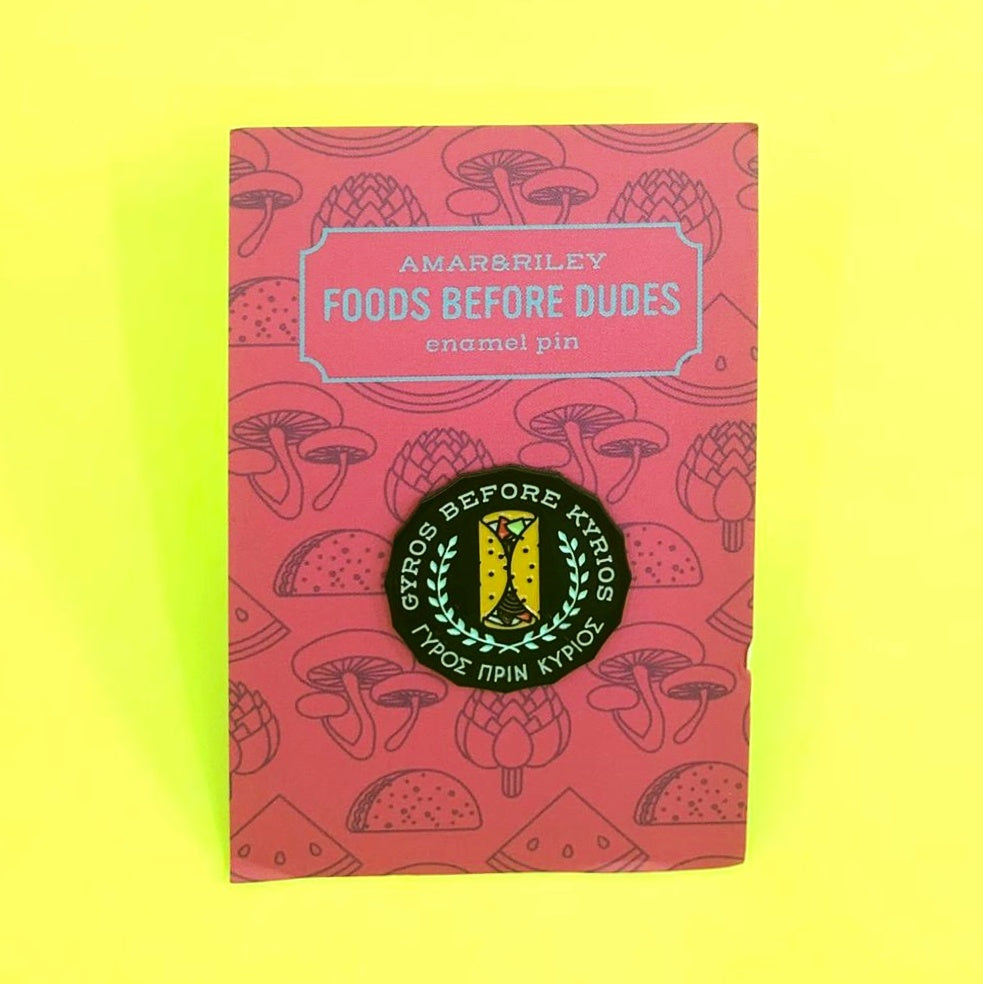 AMAR&RILEY
FOODS BEFORE DUDES
enamel pin
GYROS BEFORE KYRIOS
ΓΥΡΟΣ ΠΡΙΝ ΚΥΡΙΟΣ